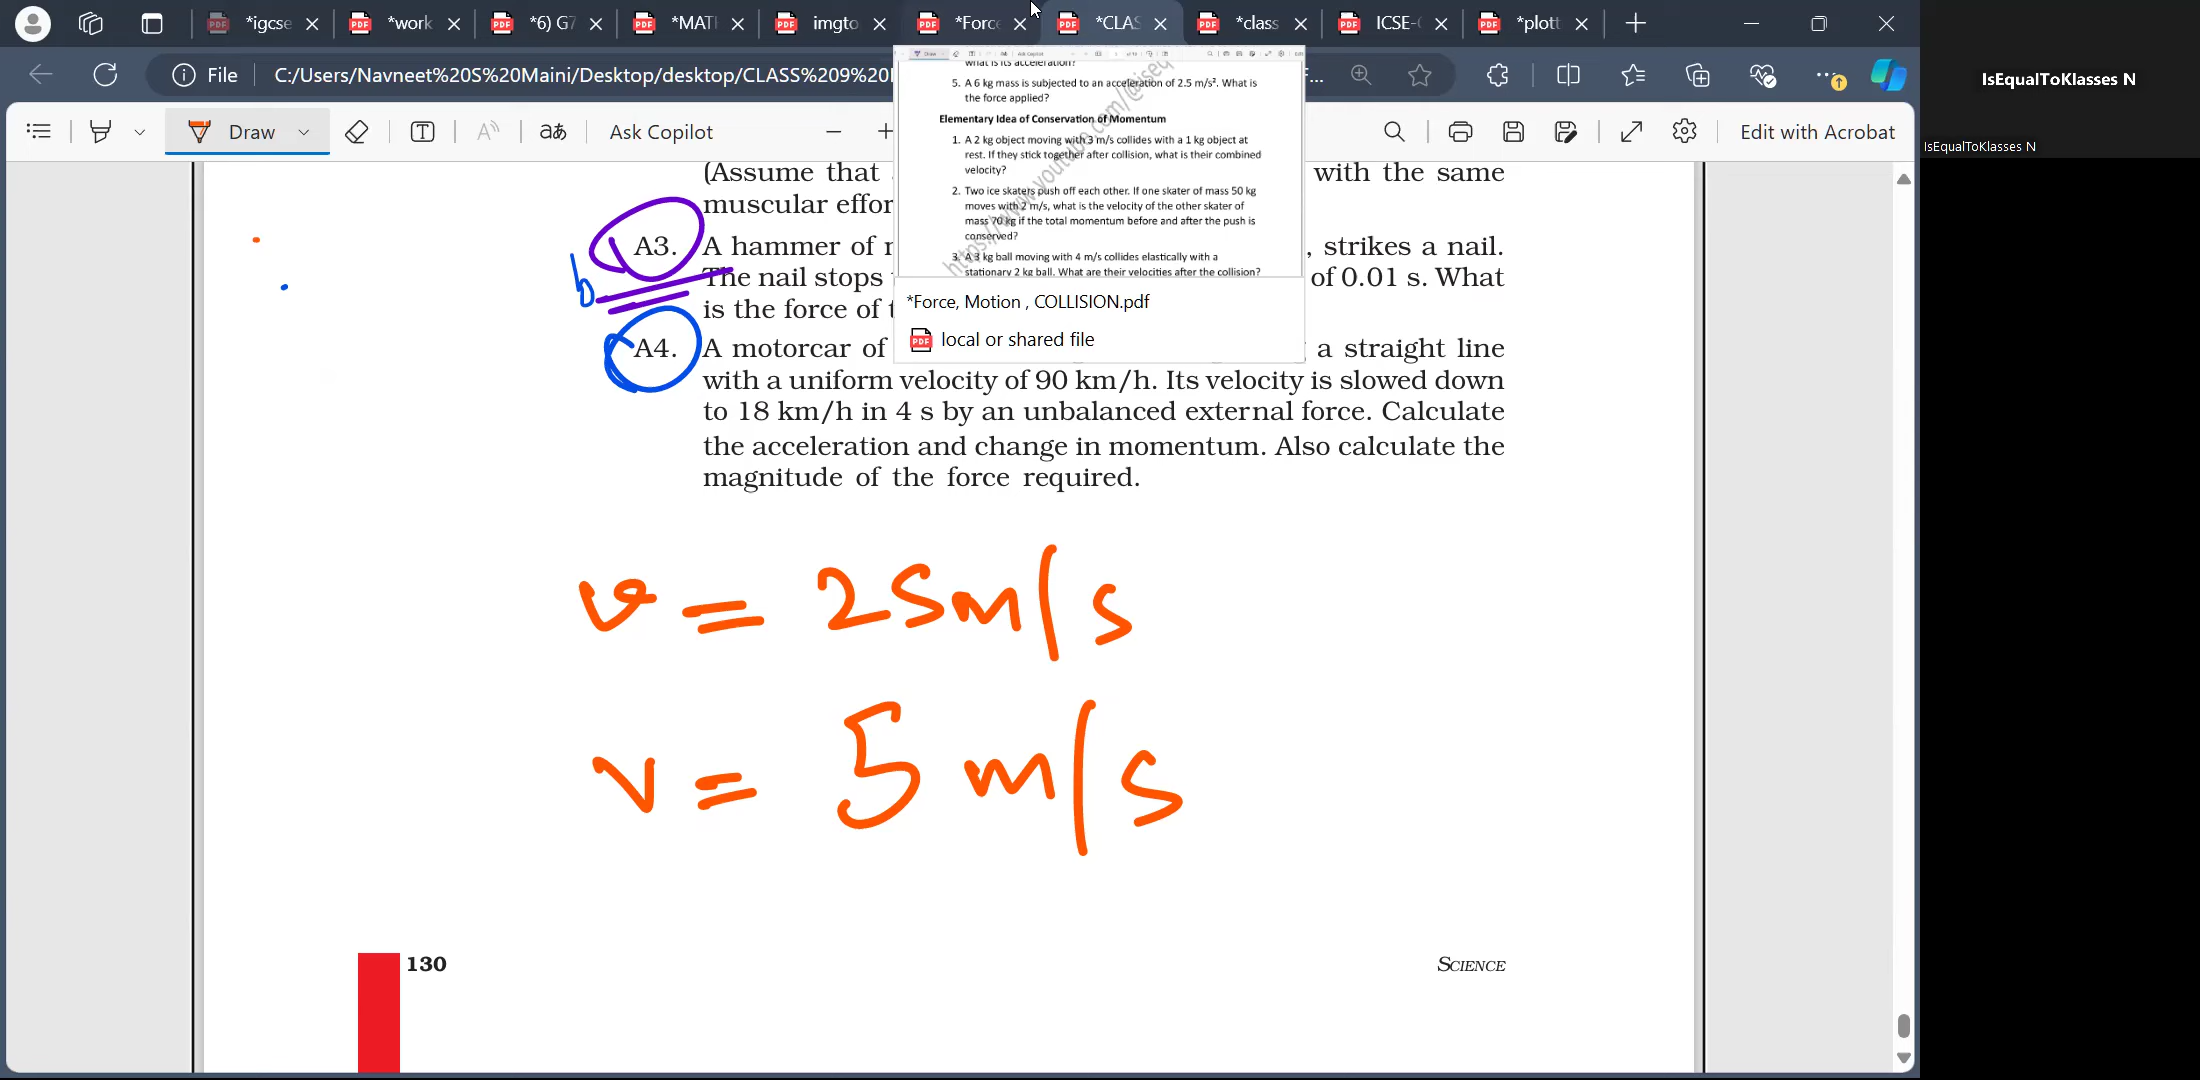 *igcse
*work
*6) G7
*MATI
imgto
*Force
*CLAS
*class
ICSE-C
*plott
File
C:/Users/Navneet%20S%20Maini/Desktop/desktop/CLASS%209%20
F...
Draw
Ask Copilot
Edit with Acrobat
IsEqualToKlasses N
IsEqualToKlasses N
what is its acceleration?
5. A 6 kg mass is subjected to an acceleration of 2.5 m/s². What is
the force applied?
Elementary Idea of Conservation of Momentum
1. A 2 kg object moving with 3 m/s collides with a 1 kg object at
rest. If they stick together after collision, what is their combined
velocity?
2. Two ice skaters push off each other. If one skater of mass 50 kg
moves with 2 m/s, what is the velocity of the other skater of
mass 70 kg if the total momentum before and after the push is
conserved?
3. A 3 kg ball moving with 4 m/s collides elastically with a
stationary 2 kg ball. What are their velocities after the collision?
https://www.youtube.com/@iseq
*Force, Motion , COLLISION.pdf
local or shared file
(Assume that with the same
muscular effor
A3. A hammer of , strikes a nail.
The nail stops of 0.01 s. What
is the force of
b
A4. A motorcar of a straight line
with a uniform velocity of 90 km/h. Its velocity is slowed down
to 18 km/h in 4 s by an unbalanced external force. Calculate
the acceleration and change in momentum. Also calculate the
magnitude of the force required.
v = 25m/s
v = 5 m/s
130
SCIENCE